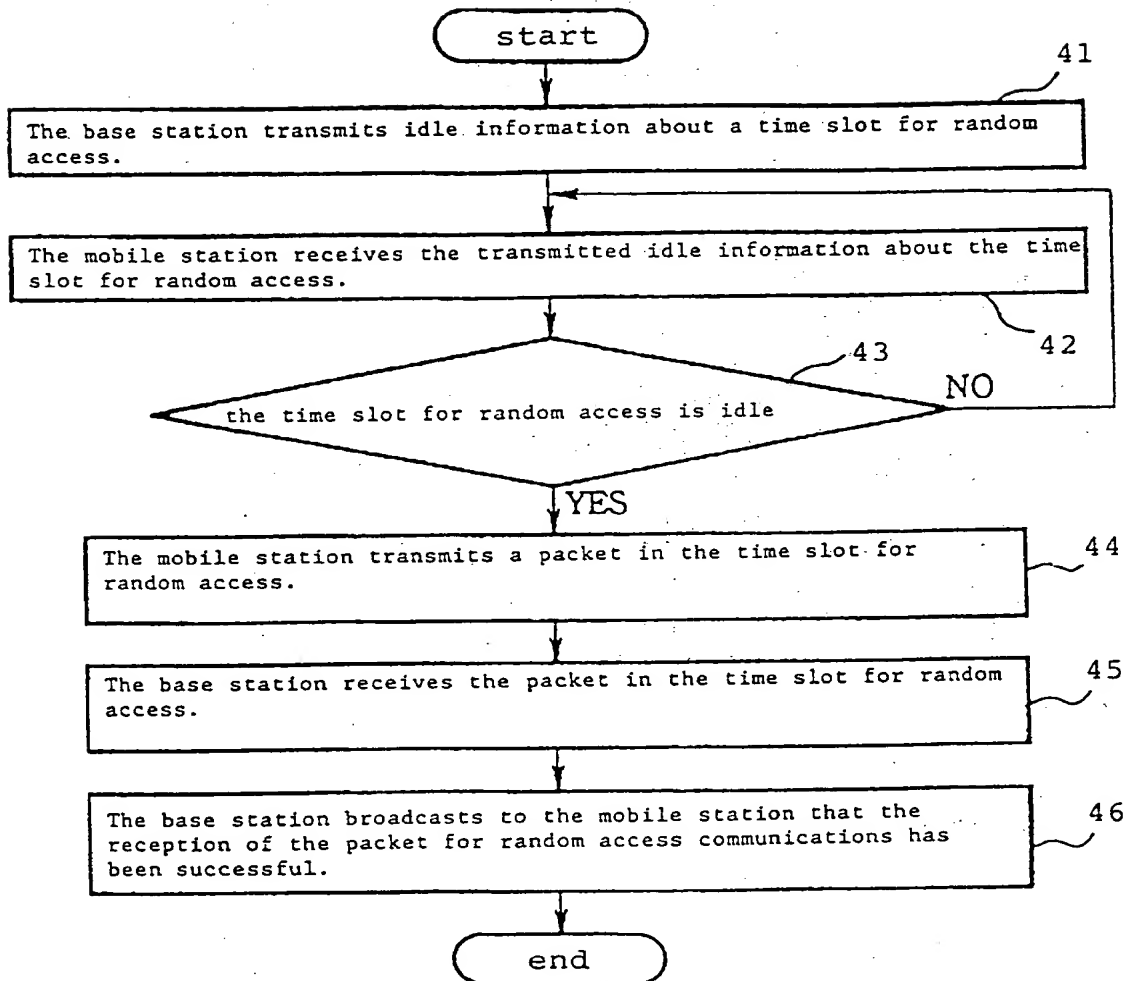 start
41
The base station transmits idle information about a time slot for random
access.
The mobile station receives the transmitted idle information about the time
slot for random access.
42
43
NO
the time slot for random access is idle
YES
The mobile station transmits a packet in the time slot for
random access.
44
The base station receives the packet in the time slot for random
access.
45
The base station broadcasts to the mobile station that the
reception of the packet for random access communications has
been successful.
46
end